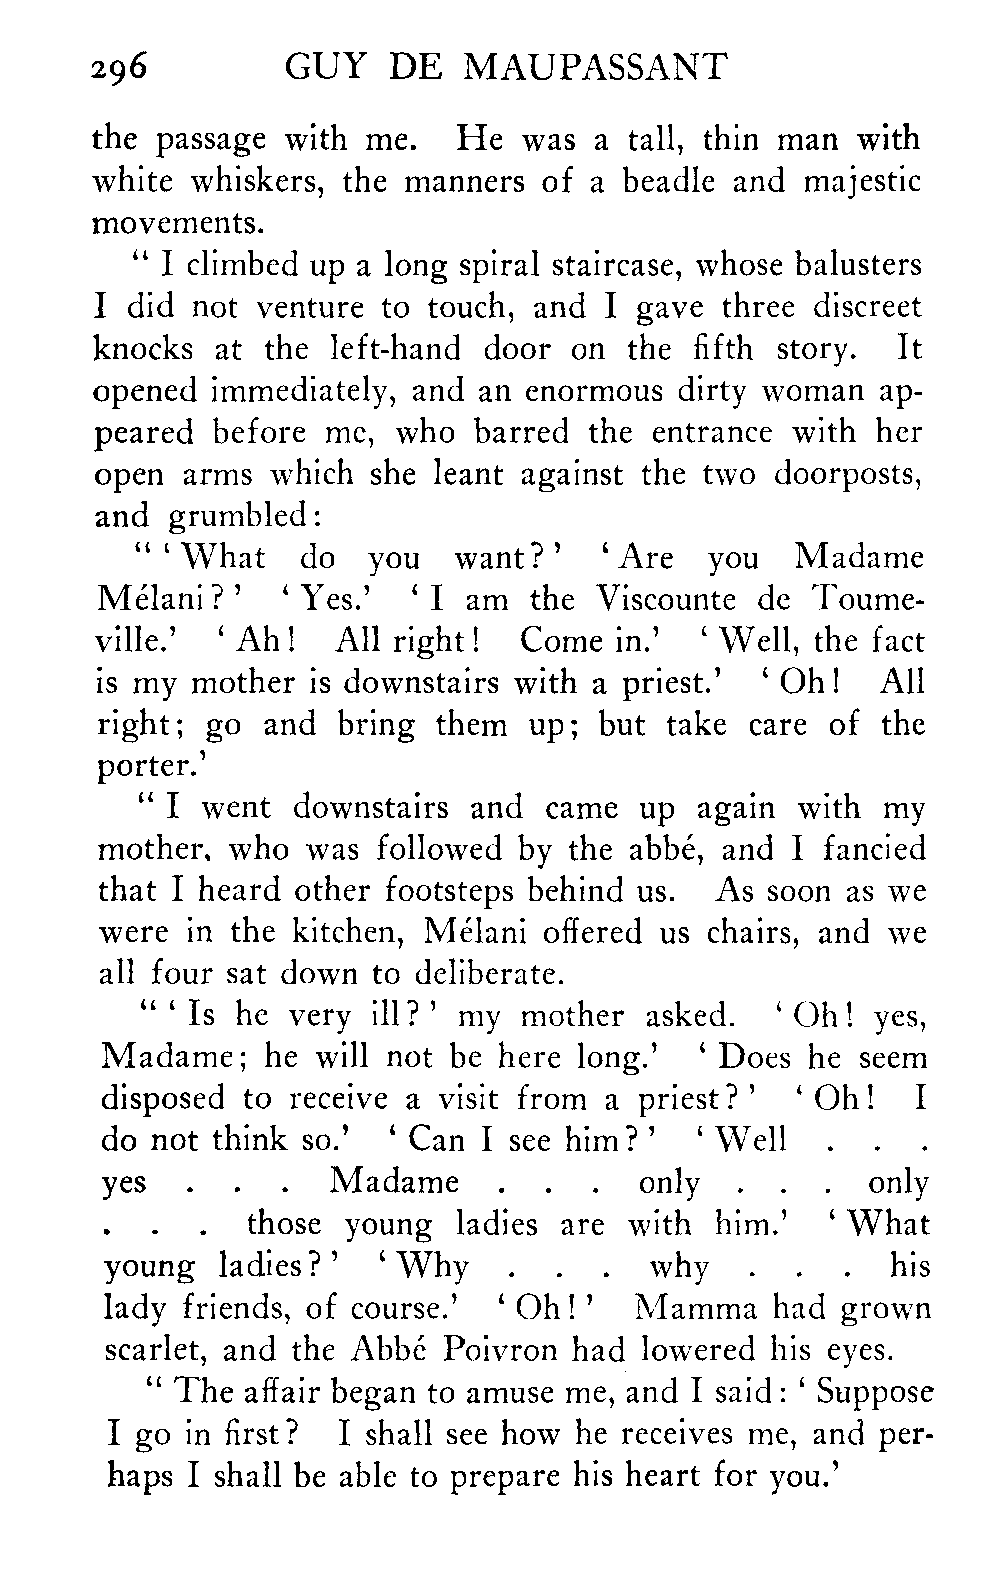 296 GUY DE MAUPASSANT
the passage with me. He was a tall, thin man with
white whiskers, the manners of a beadle and majestic
movements.
" I climbed up a long spiral staircase, whose balusters
I did not venture to touch, and I gave three discreet
knocks at the left-hand door on the fifth story. It
opened immediately, and an enormous dirty woman ap-
peared before me, who barred the entrance with her
open arms which she leant against the two doorposts,
and grumbled:
" ' What do you want? ' ' Are you Madame
Mélani? ' ' Yes.' ' I am the Viscounte de Toume-
ville.' ' Ah! All right! Come in.' ' Well, the fact
is my mother is downstairs with a priest.' ' Oh! All
right; go and bring them up; but take care of the
porter.'
" I went downstairs and came up again with my
mother, who was followed by the abbé, and I fancied
that I heard other footsteps behind us. As soon as we
were in the kitchen, Mélani offered us chairs, and we
all four sat down to deliberate.
" ' Is he very ill? ' my mother asked. ' Oh! yes,
Madame; he will not be here long.' ' Does he seem
disposed to receive a visit from a priest? ' ' Oh! I
do not think so.' ' Can I see him? ' ' Well . . .
yes . . . Madame . . . only . . . only
. . . those young ladies are with him.' ' What
young ladies? ' ' Why . . . why . . . his
lady friends, of course.' ' Oh! ' Mamma had grown
scarlet, and the Abbé Poivron had lowered his eyes.
" The affair began to amuse me, and I said: ' Suppose
I go in first? I shall see how he receives me, and per-
haps I shall be able to prepare his heart for you.'